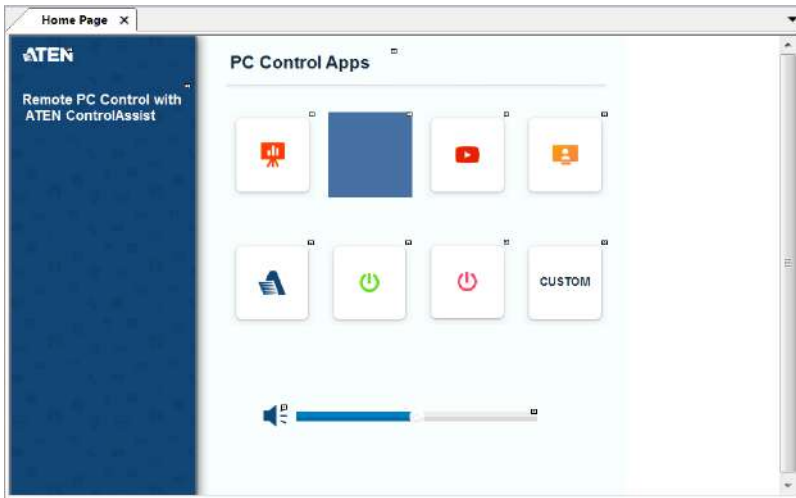 Home Page X
ATEN
PC Control Apps
Remote PC Control with
ATEN ControlAssist
CUSTOM